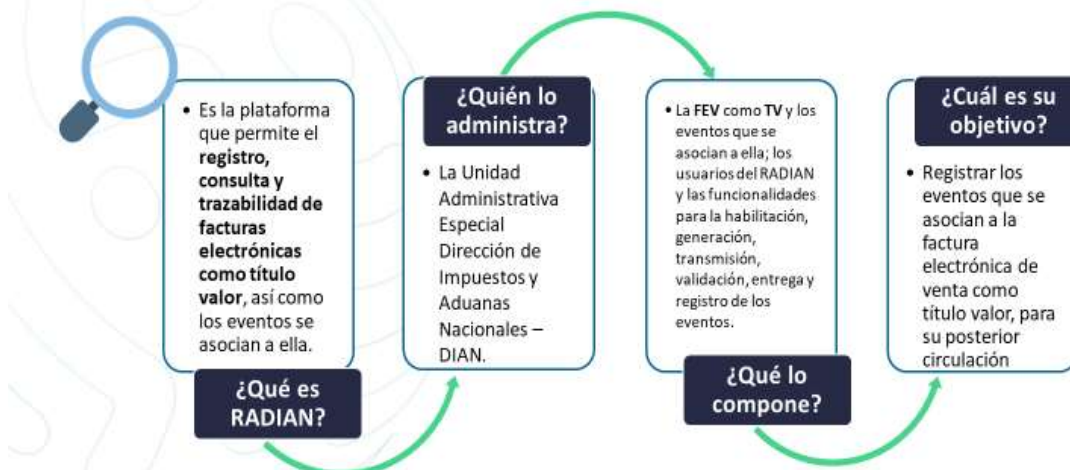 • Es la plataforma
que permite el
registro,
consulta y
trazabilidad de
facturas
electrónicas
como título
valor, así como
los eventos se
asocian a ella.
¿Qué es
RADIAN?
¿Quién lo
administra?
• La Unidad
Administrativa
Especial
Dirección de
Impuestos y
Aduanas
Nacionales –
DIAN.
• La FEV como TV y los
eventos que se
asocian a ella; los
usuarios del RADIAN
y las funcionalidades
para la habilitación,
generación,
transmisión,
validación, entrega y
registro de los
eventos.
¿Qué lo
compone?
¿Cuál es su
objetivo?
• Registrar los
eventos que se
asocian a la
factura
electrónica de
venta como
título valor, para
su posterior
circulación